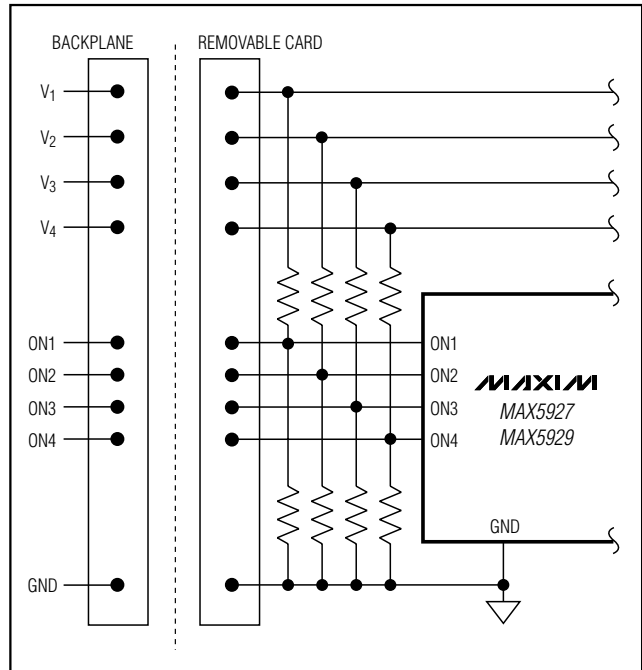 BACKPLANE
REMOVABLE CARD
V1
V2
V3
V4
ON1
ON2
ON3
ON4
GND
ON1
ON2
ON3
ON4
MAXIM
MAX5927
MAX5929
GND